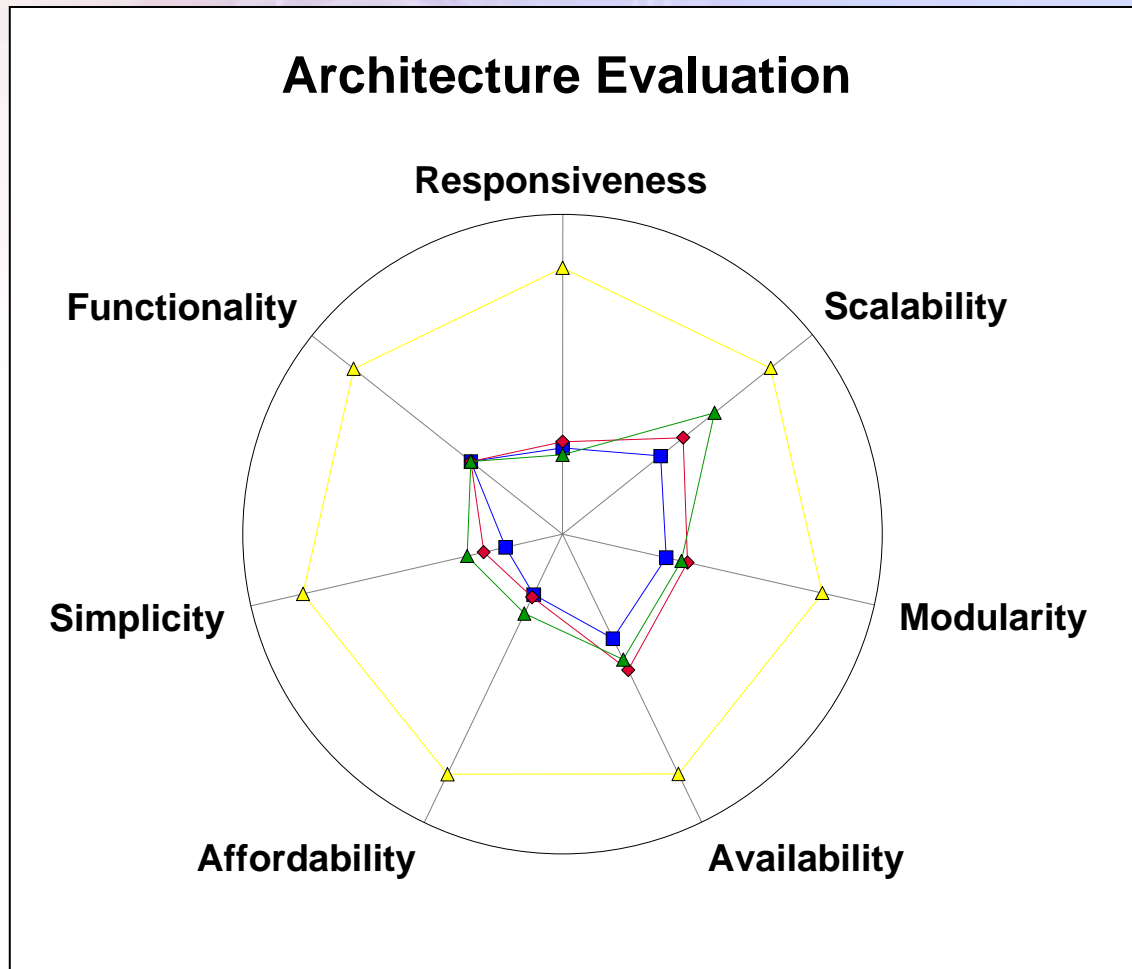 Architecture Evaluation
Responsiveness
Functionality
Scalability
Simplicity
Modularity
Affordability
Availability